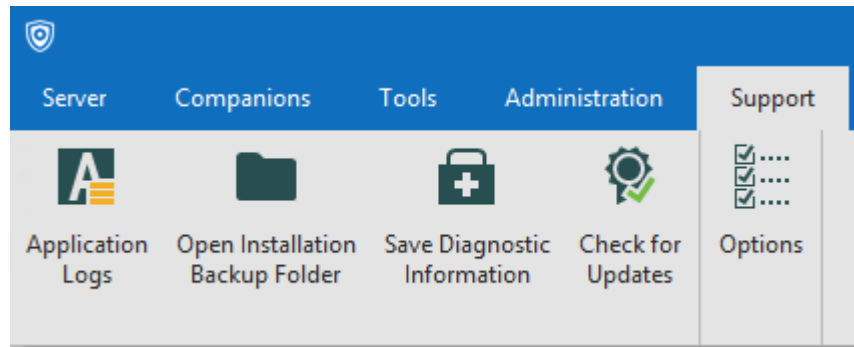 Server Companions Tools Administration Support
Application Open Installation Save Diagnostic Check for Options
Logs Backup Folder Information Updates